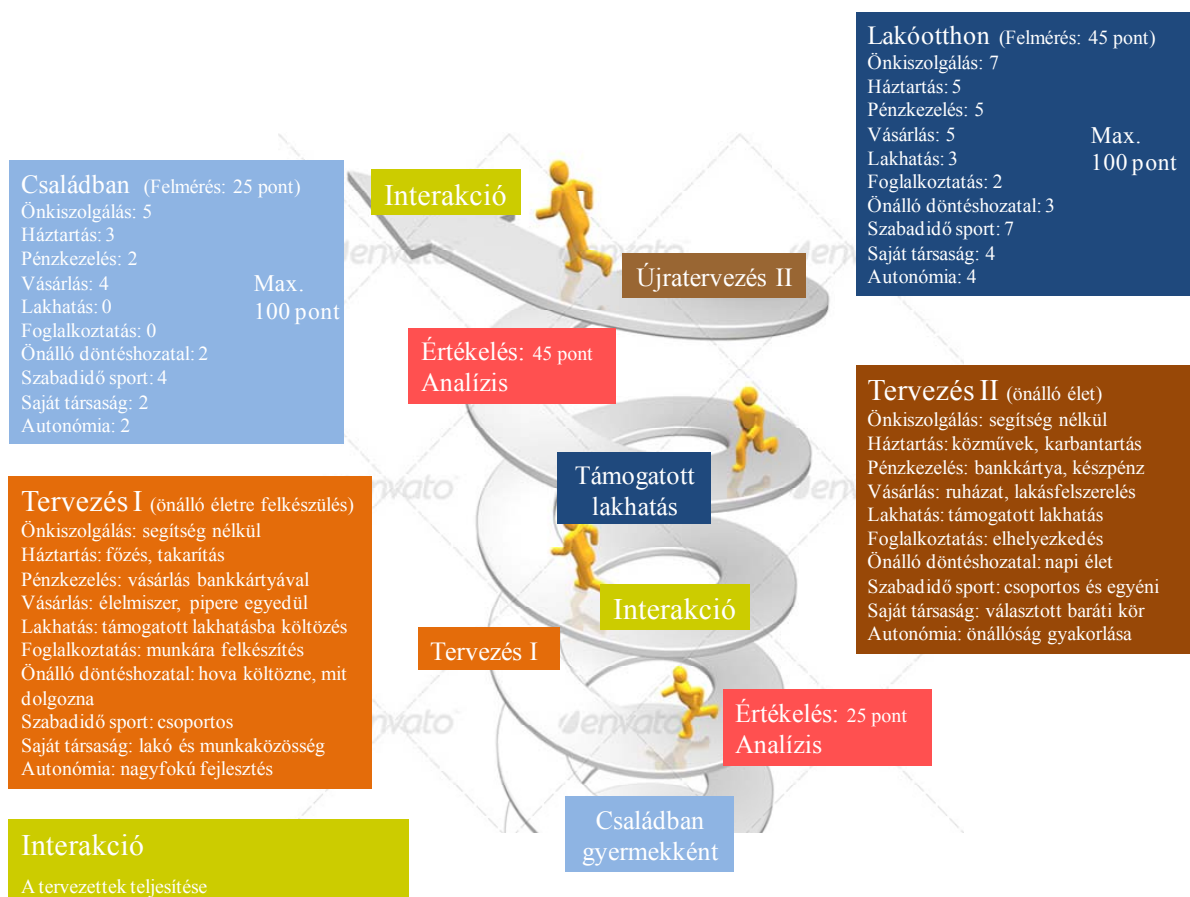 Lakóotthon (Felmérés: 45 pont)
Önkiszolgálás: 7
Háztartás: 5
Pénzkezelés: 5
Vásárlás: 5
Lakhatás: 3
Foglalkoztatás: 2
Önálló döntéshozatal: 3
Szabadidő sport: 7
Saját társaság: 4
Autonómia: 4
Max.
100 pont
Családban (Felmérés: 25 pont)
Önkiszolgálás: 5
Háztartás: 3
Pénzkezelés: 2
Vásárlás: 4
Lakhatás: 0
Foglalkoztatás: 0
Önálló döntéshozatal: 2
Szabadidő sport: 4
Saját társaság: 2
Autonómia: 2
Max.
100 pont
Interakció
Újratervezés II
Értékelés: 45 pont
Analízis
Támogatott
lakhatás
Interakció
Tervezés I
Értékelés: 25 pont
Analízis
Családban
gyermekként
Tervezés II (önálló élet)
Önkiszolgálás: segítség nélkül
Háztartás: közművek, karbantartás
Pénzkezelés: bankkártya, készpénz
Vásárlás: ruházat, lakásfelszerelés
Lakhatás: támogatott lakhatás
Foglalkoztatás: elhelyezkedés
Önálló döntéshozatal: napi élet
Szabadidő sport: csoportos és egyéni
Saját társaság: választott baráti kör
Autonómia: önállóság gyakorlása
Tervezés I (önálló életre felkészülés)
Önkiszolgálás: segítség nélkül
Háztartás: főzés, takarítás
Pénzkezelés: vásárlás bankkártyával
Vásárlás: élelmiszer, pipere egyedül
Lakhatás: támogatott lakhatásba költözés
Foglalkoztatás: munkára felkészítés
Önálló döntéshozatal: hova költözne, mit
dolgozna
Szabadidő sport: csoportos
Saját társaság: lakó és munkaközösség
Autonómia: nagyfokú fejlesztés
Interakció
A tervezettek teljesítése
envato
envato
envato
envato